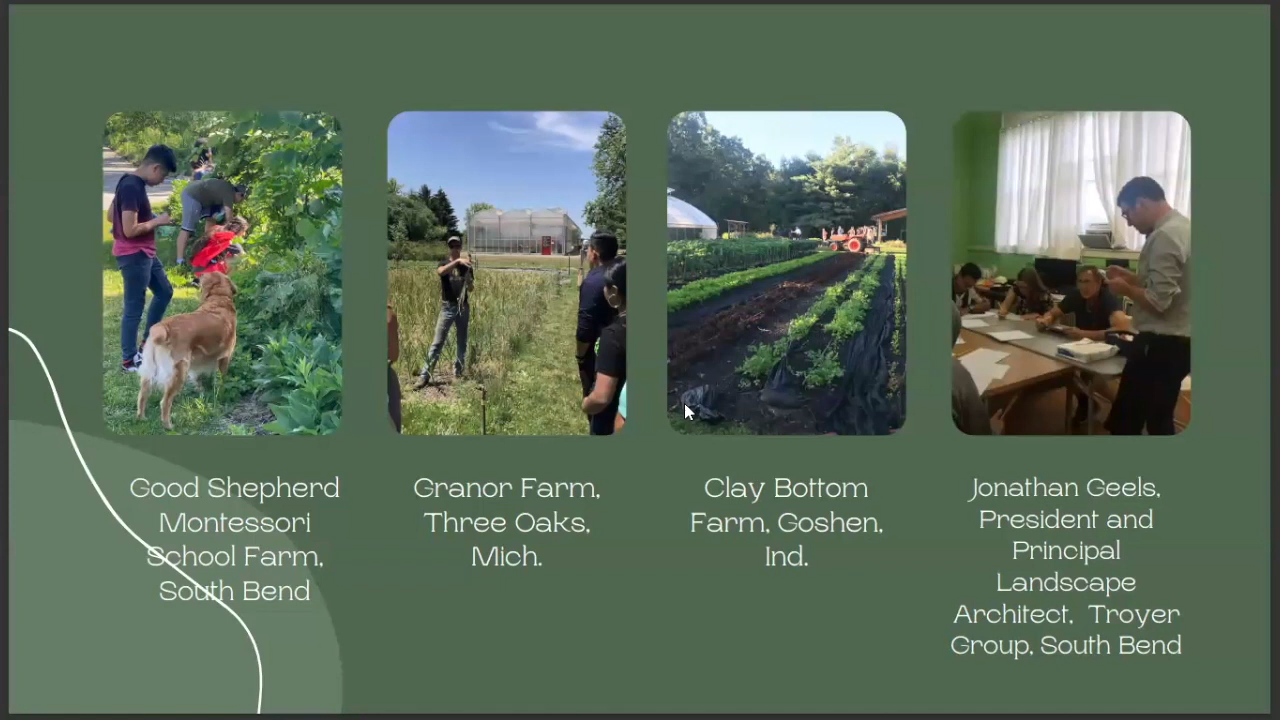 Good Shepherd
Montessori
School Farm,
South Bend
Granor Farm,
Three Oaks,
Mich.
Clay Bottom
Farm, Goshen,
Ind.
Jonathan Geels,
President and
Principal
Landscape
Architect,  Troyer
Group, South Bend